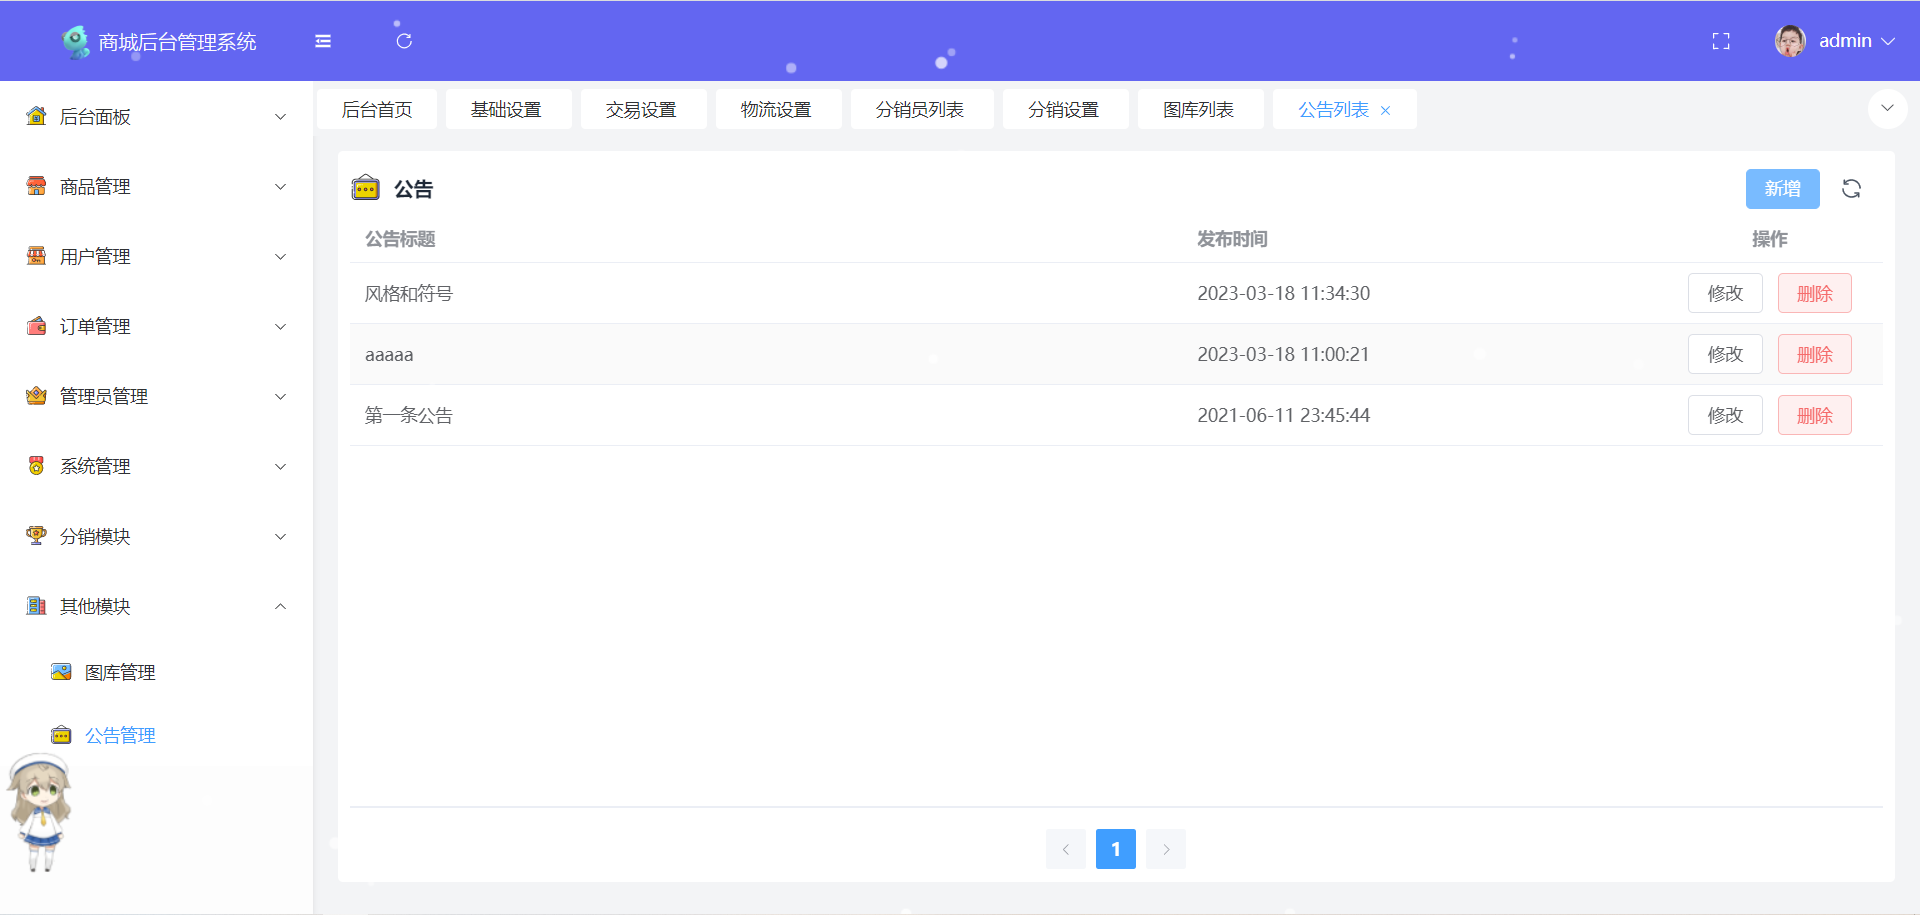 商城后台管理系统
admin
后台面板
商品管理
用户管理
订单管理
管理员管理
系统管理
分销模块
其他模块
图库管理
公告管理
后台首页 基础设置 交易设置 物流设置 分销员列表 分销设置 图库列表 公告列表
公告
新增
公告标题 发布时间 操作
风格和符号 2023-03-18 11:34:30 修改 删除
aaaaa 2023-03-18 11:00:21 修改 删除
第一条公告 2021-06-11 23:45:44 修改 删除
1